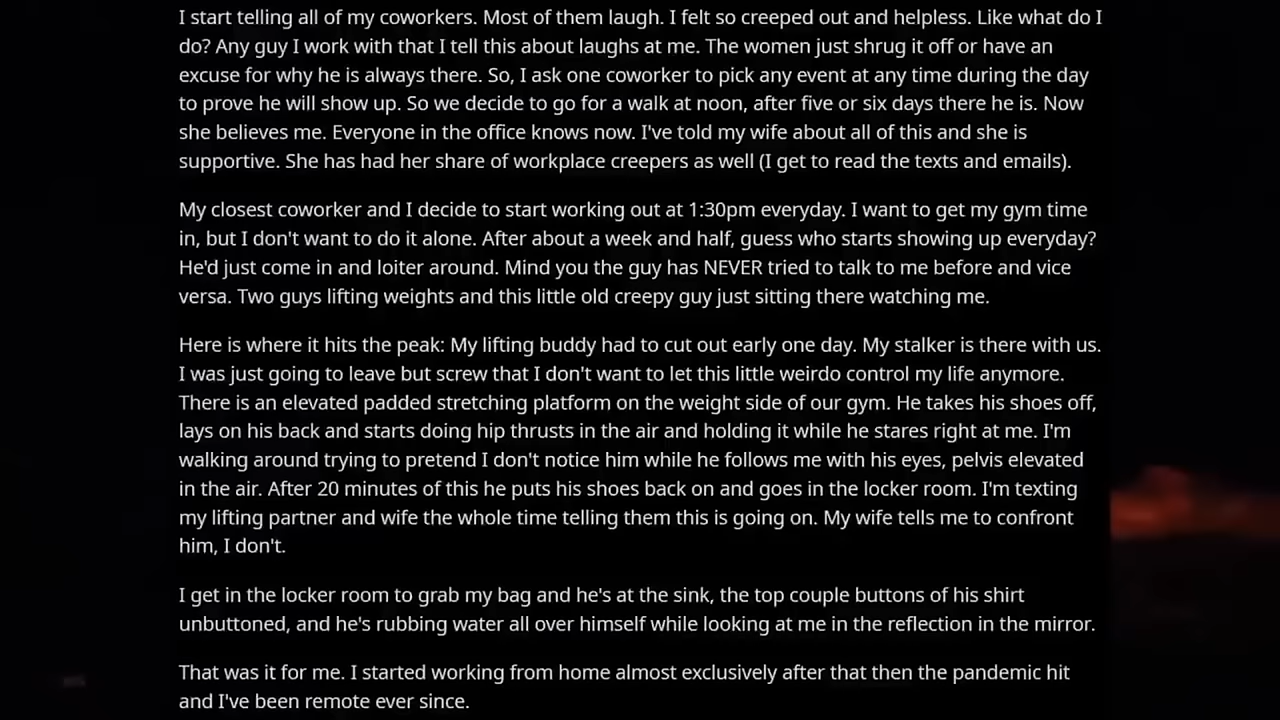 I start telling all of my coworkers. Most of them laugh. I felt so creeped out and helpless. Like what do I
do? Any guy I work with that I tell this about laughs at me. The women just shrug it off or have an
excuse for why he is always there. So, I ask one coworker to pick any event at any time during the day
to prove he will show up. So we decide to go for a walk at noon, after five or six days there he is. Now
she believes me. Everyone in the office knows now. I've told my wife about all of this and she is
supportive. She has had her share of workplace creepers as well (I get to read the texts and emails).
My closest coworker and I decide to start working out at 1:30pm everyday. I want to get my gym time
in, but I don't want to do it alone. After about a week and half, guess who starts showing up everyday?
He'd just come in and loiter around. Mind you the guy has NEVER tried to talk to me before and vice
versa. Two guys lifting weights and this little old creepy guy just sitting there watching me.
Here is where it hits the peak: My lifting buddy had to cut out early one day. My stalker is there with us.
I was just going to leave but screw that I don't want to let this little weirdo control my life anymore.
There is an elevated padded stretching platform on the weight side of our gym. He takes his shoes off,
lays on his back and starts doing hip thrusts in the air and holding it while he stares right at me. I'm
walking around trying to pretend I don't notice him while he follows me with his eyes, pelvis elevated
in the air. After 20 minutes of this he puts his shoes back on and goes in the locker room. I'm texting
my lifting partner and wife the whole time telling them this is going on. My wife tells me to confront
him, I don't.
I get in the locker room to grab my bag and he's at the sink, the top couple buttons of his shirt
unbuttoned, and he's rubbing water all over himself while looking at me in the reflection in the mirror.
That was it for me. I started working from home almost exclusively after that then the pandemic hit
and I've been remote ever since.